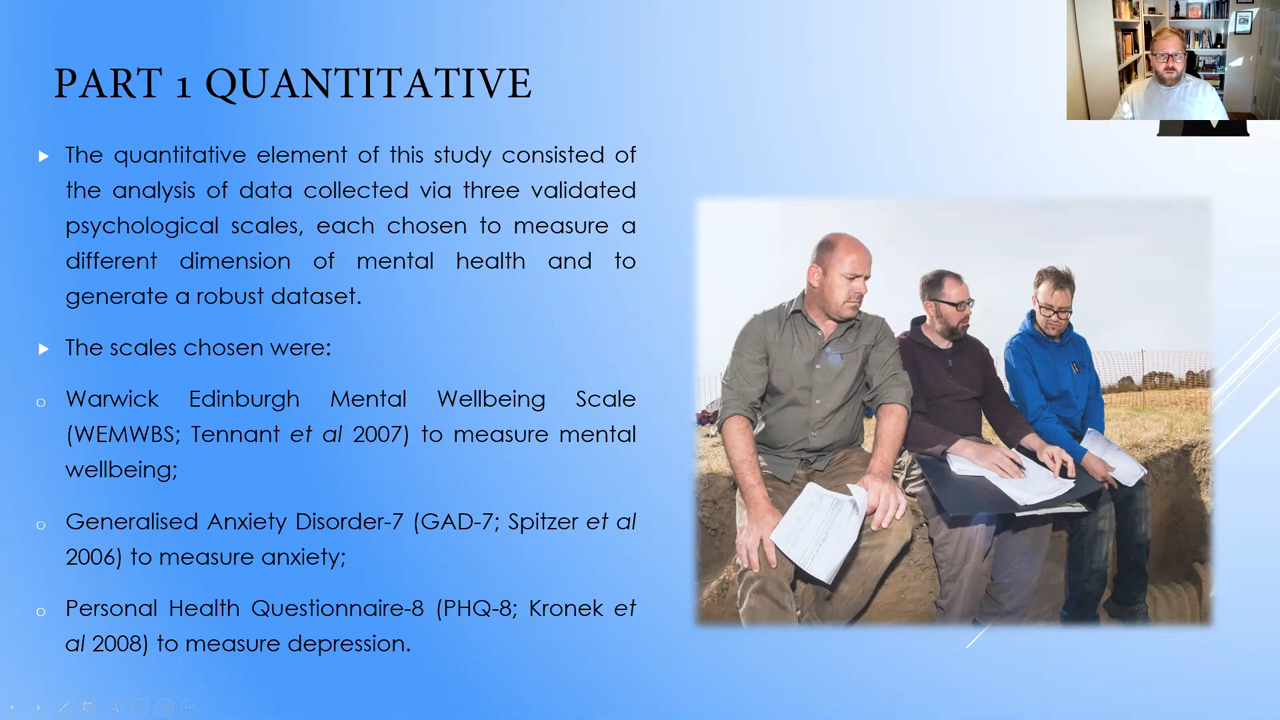 PART 1 QUANTITATIVE
The quantitative element of this study consisted of
the analysis of data collected via three validated
psychological scales, each chosen to measure a
different dimension of mental health and to
generate a robust dataset.
The scales chosen were:
Warwick Edinburgh Mental Wellbeing Scale
(WEMWBS; Tennant et al 2007) to measure mental
wellbeing;
Generalised Anxiety Disorder-7 (GAD-7; Spitzer et al
2006) to measure anxiety;
Personal Health Questionnaire-8 (PHQ-8; Kronek et
al 2008) to measure depression.